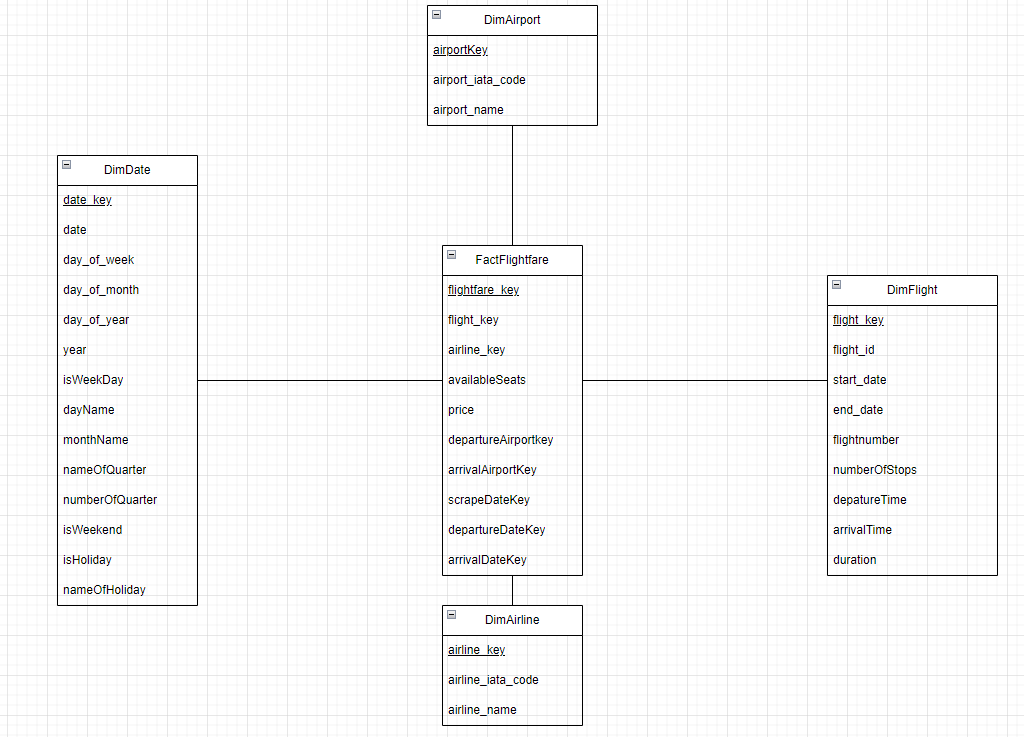 DimAirport
airportKey
airport_iata_code
airport_name
DimDate
date_key
date
day_of_week
day_of_month
day_of_year
year
isWeekDay
dayName
monthName
nameOfQuarter
numberOfQuarter
isWeekend
isHoliday
nameOfHoliday
FactFlightfare
flightfare_key
flight_key
airline_key
availableSeats
price
departureAirportkey
arrivalAirportKey
scrapeDateKey
departureDateKey
arrivalDateKey
DimFlight
flight_key
flight_id
start_date
end_date
flightnumber
numberOfStops
depatureTime
arrivalTime
duration
DimAirline
airline_key
airline_iata_code
airline_name